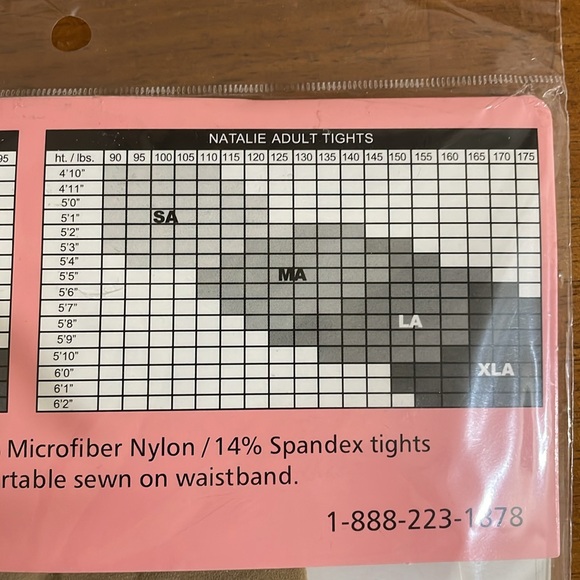 NATALIE ADULT TIGHTS
95 ht. / lbs. 90 95 100 105 110 115 120 125 130 135 140 145 150 155 160 165 170 175
4'10"
4'11"
5'0"
5'1" SA
5'2"
5'3"
5'4"
5'5" MA
5'6"
5'7"
5'8" LA
5'9"
5'10"
6'0" XLA
6'1"
6'2"
Microfiber Nylon / 14% Spandex tights
rtable sewn on waistband.
1-888-223-1378